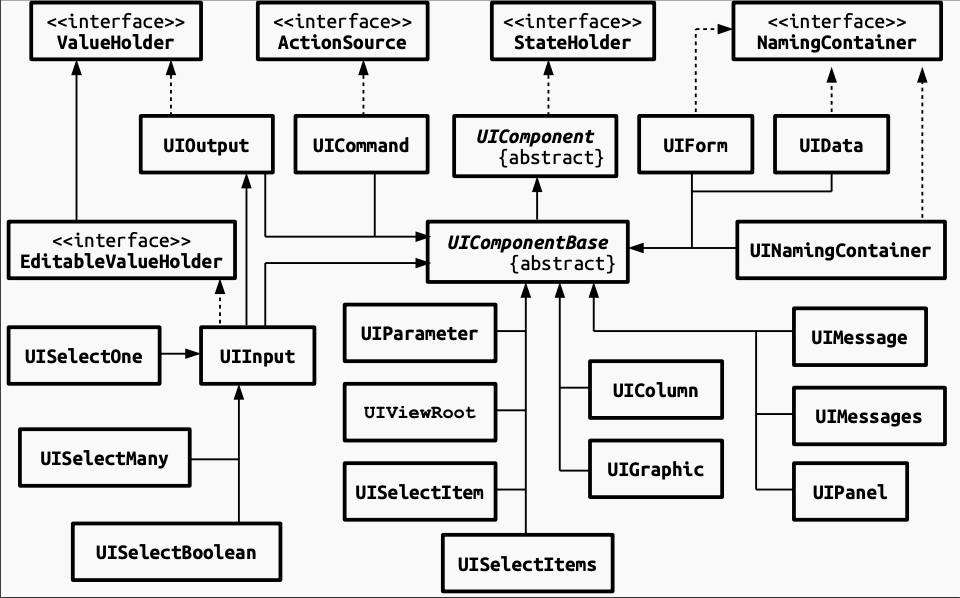 <<interface>>
ValueHolder
<<interface>>
ActionSource
<<interface>>
StateHolder
<<interface>>
NamingContainer
UIOutput
UICommand
UIComponent
{abstract}
UIForm
UIData
<<interface>>
EditableValueHolder
UIComponentBase
{abstract}
UINamingContainer
UISelectOne
UIInput
UIParameter
UIMessage
UIViewRoot
UIColumn
UIMessages
UISelectMany
UISelectItem
UIGraphic
UIPanel
UISelectBoolean
UISelectItems